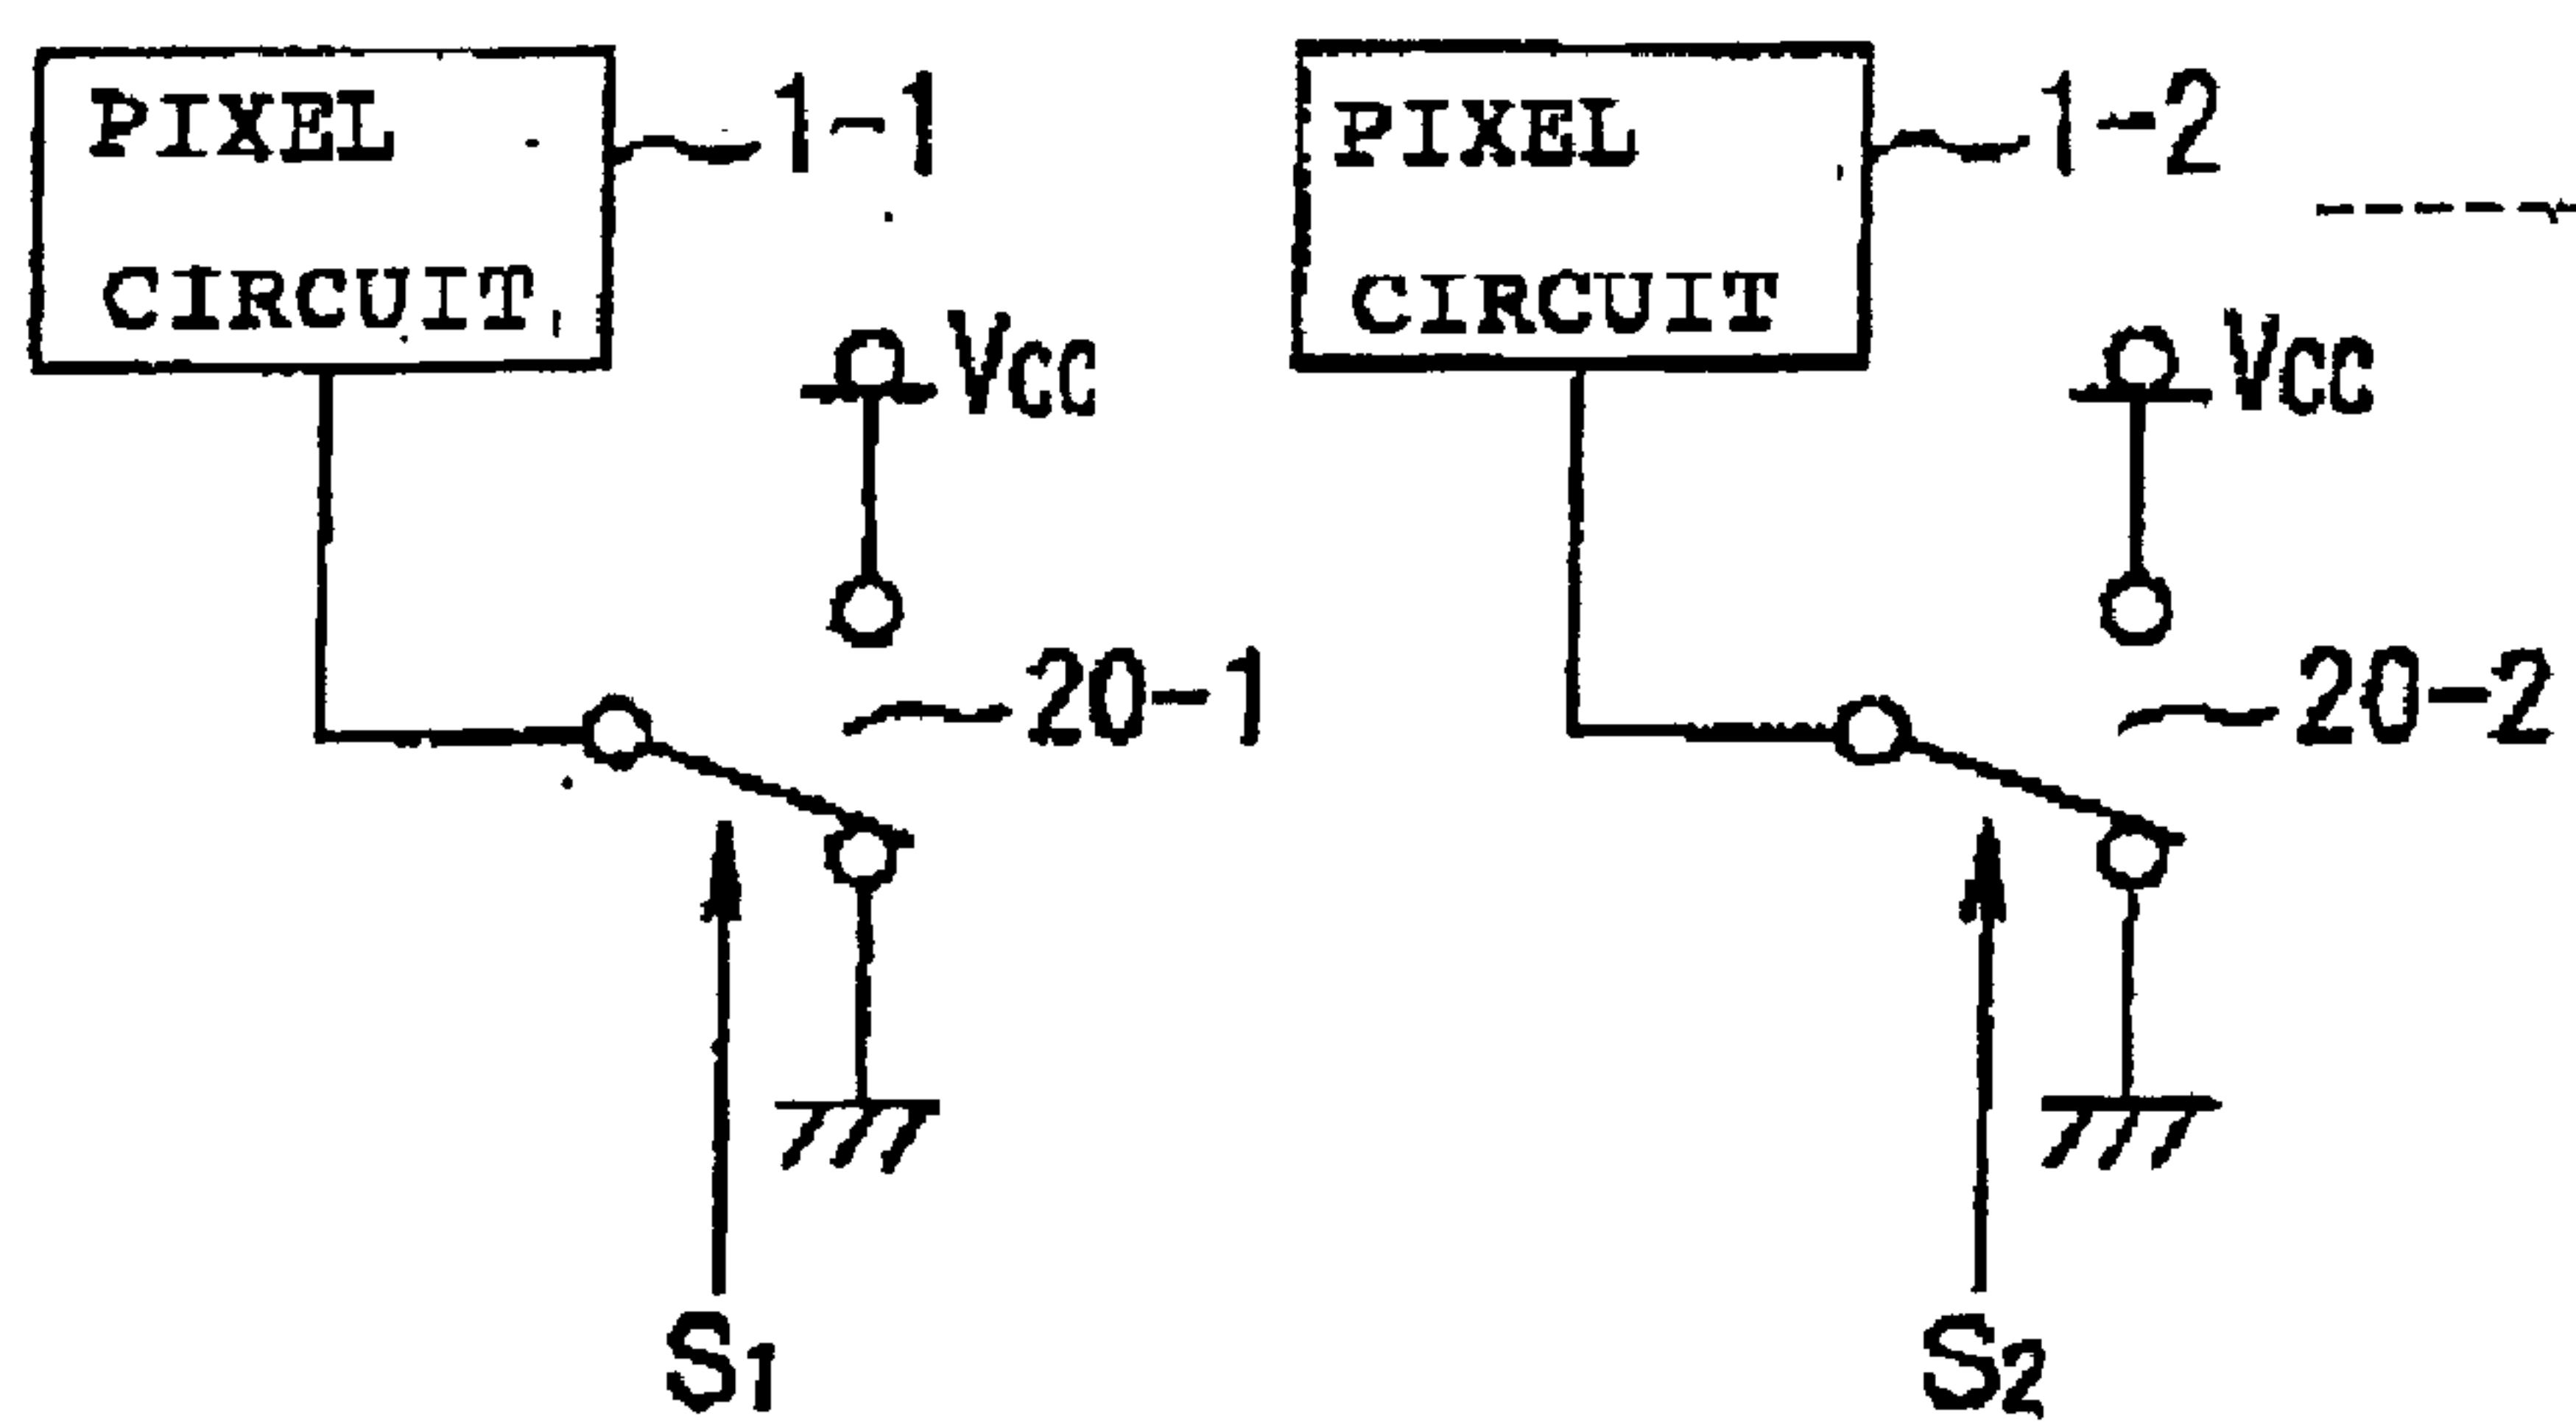 PIXEL
CIRCUIT
1-1
Vcc
20-1
S1
PIXEL
CIRCUIT
1-2
Vcc
20-2
S2